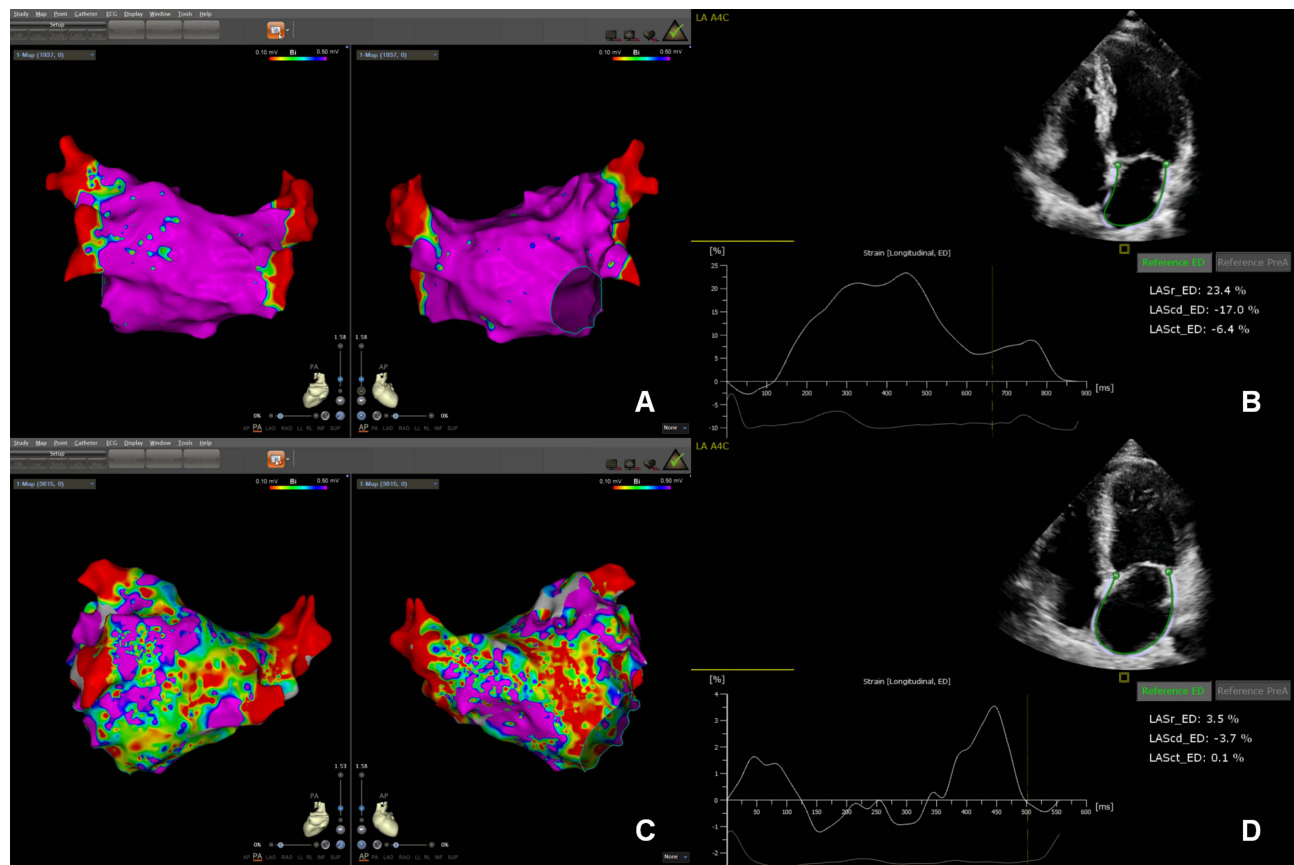 Study Map Point Catheter ECG Display Window Tools Help
Setup
1-Map (1937, 0)
0.10 mV Bi 0.50 mV
1-Map (1937, 0)
0.10 mV Bi 0.50 mV
1.58
1.58
PA
AP
0%
0%
AP PA LAO RAO LL RL INF SUP
AP PA LAO RAO LL RL INF SUP
None
A
LA A4C
Reference ED Reference PreA
LASr_ED: 23.4 %
LAScd_ED: -17.0 %
LASct_ED: -6.4 %
[%]
Strain [Longitudinal, ED]
25
20
15
10
5
0
-5
-10
100 200 300 400 500 600 700 800 900
[ms]
B
Study Map Point Catheter ECG Display Window Tools Help
Setup
1-Map (3815, 0)
0.10 mV Bi 0.50 mV
1-Map (3815, 0)
0.10 mV Bi 0.50 mV
1.53
1.58
PA
AP
0%
0%
AP PA LAO RAO LL RL INF SUP
AP PA LAO RAO LL RL INF SUP
None
C
LA A4C
Reference ED Reference PreA
LASr_ED: 3.5 %
LAScd_ED: -3.7 %
LASct_ED: 0.1 %
[%]
Strain [Longitudinal, ED]
4
3
2
1
0
-1
-2
50 100 150 200 250 300 350 400 450 500 550
[ms]
D